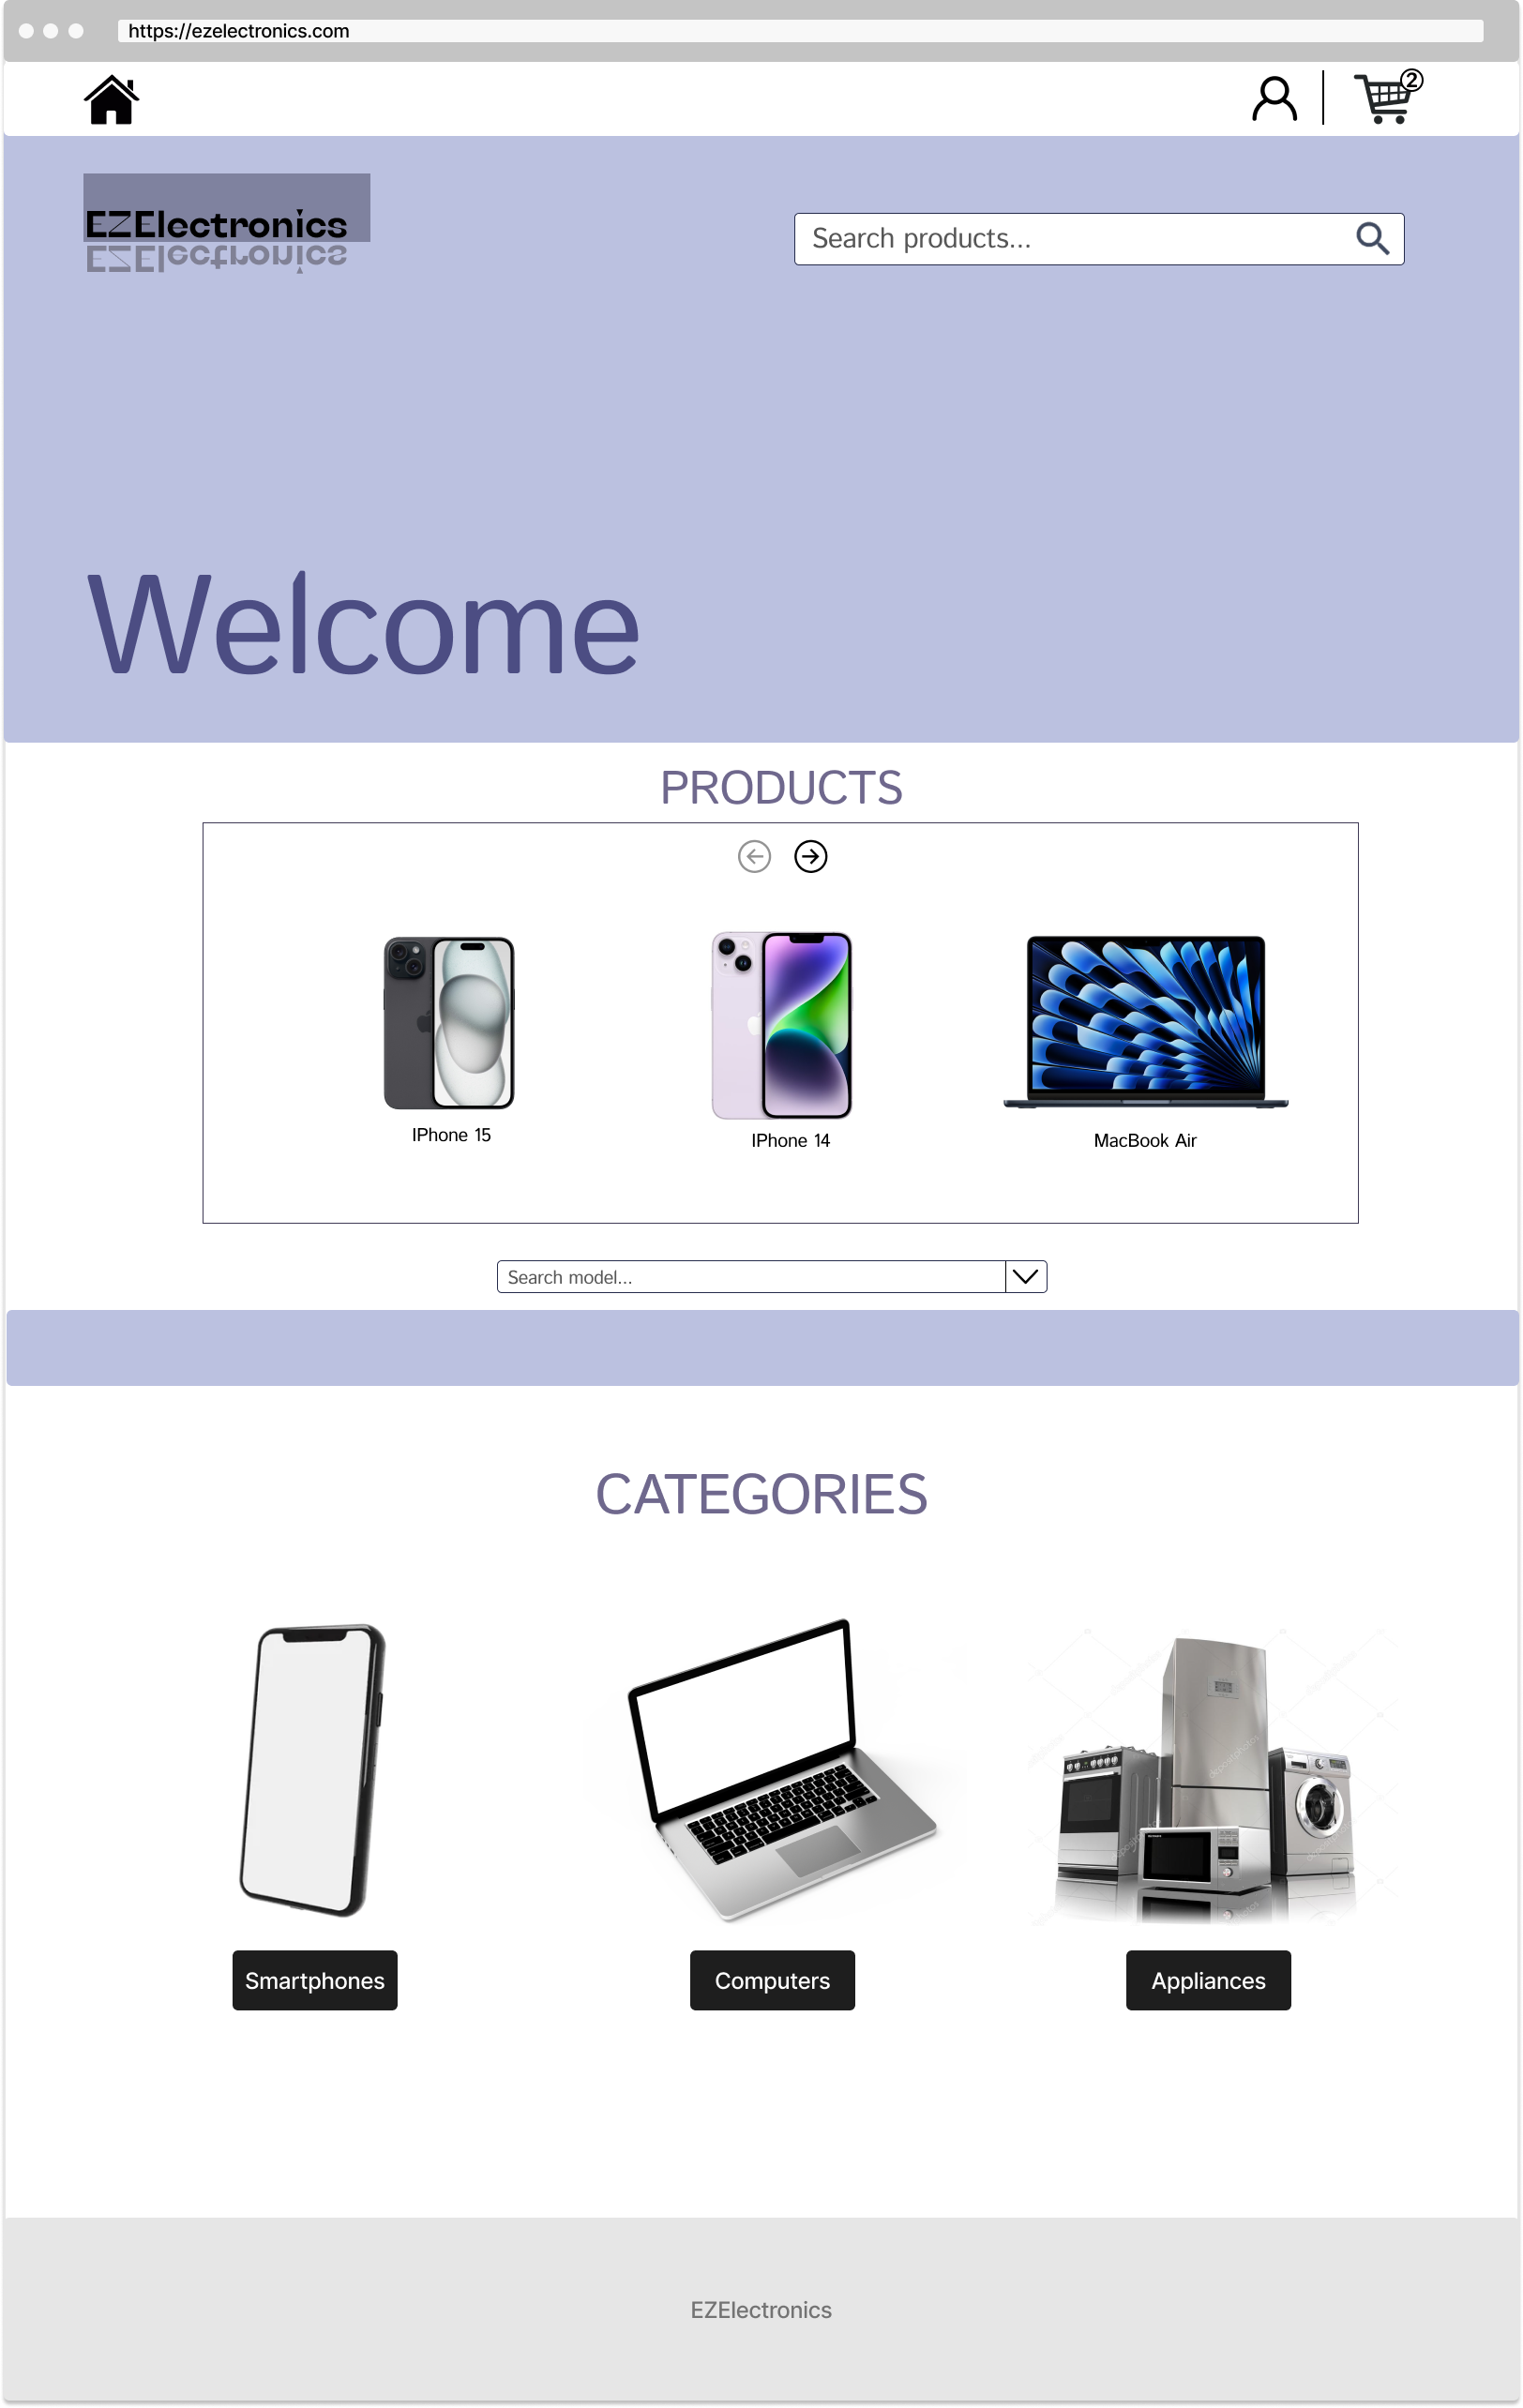 https://ezelectronics.com
2
EZElectronics
EZElectronics
Search products...
Welcome
PRODUCTS
IPhone 15
IPhone 14
MacBook Air
Search model...
CATEGORIES
Smartphones
Computers
Appliances
EZElectronics